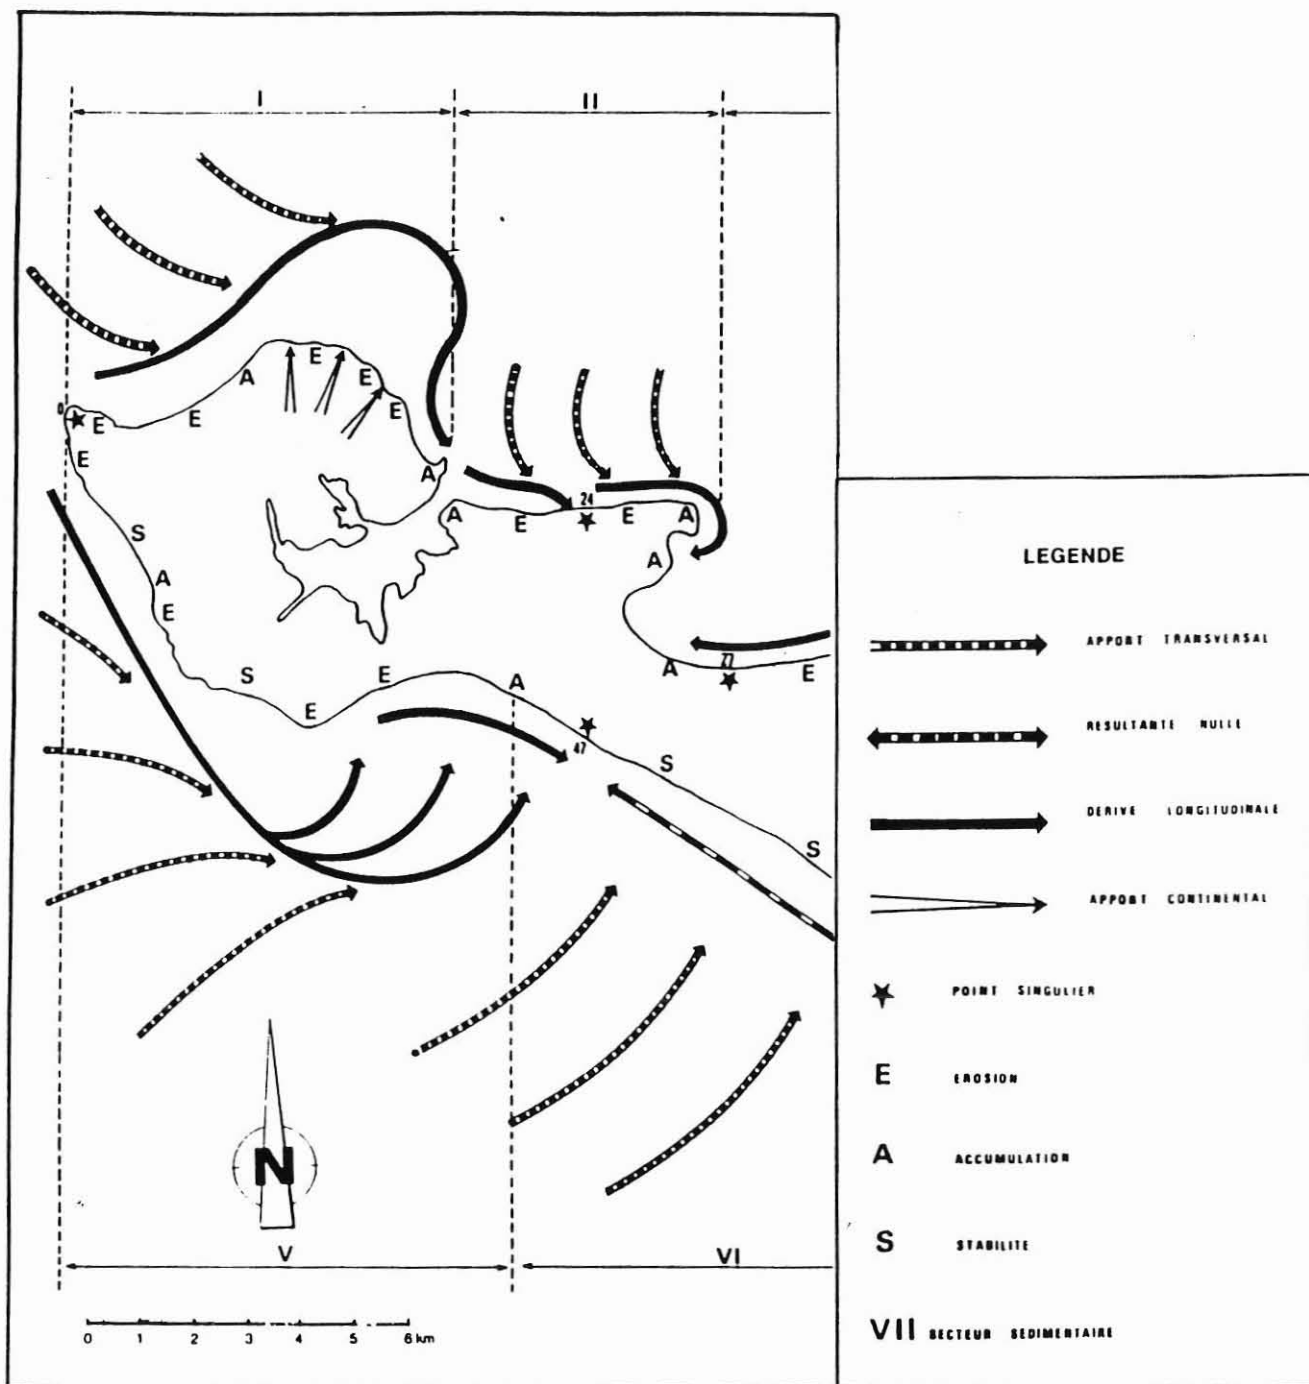 I
II
E
E
E
E
A
E
0
E
E
A
24
S
A
E
E
A
A
A
E
27
S
E
A
A
E
E
47
S
S
LEGENDE
APPORT TRANSVERSAL
RESULTANTE NULLE
DERIVE LONGITUDINALE
APPORT CONTINENTAL
POINT SINGULIER
E EROSION
A ACCUMULATION
S STABILITE
VII SECTEUR SEDIMENTAIRE
N
V
VI
0 1 2 3 4 5 6 km